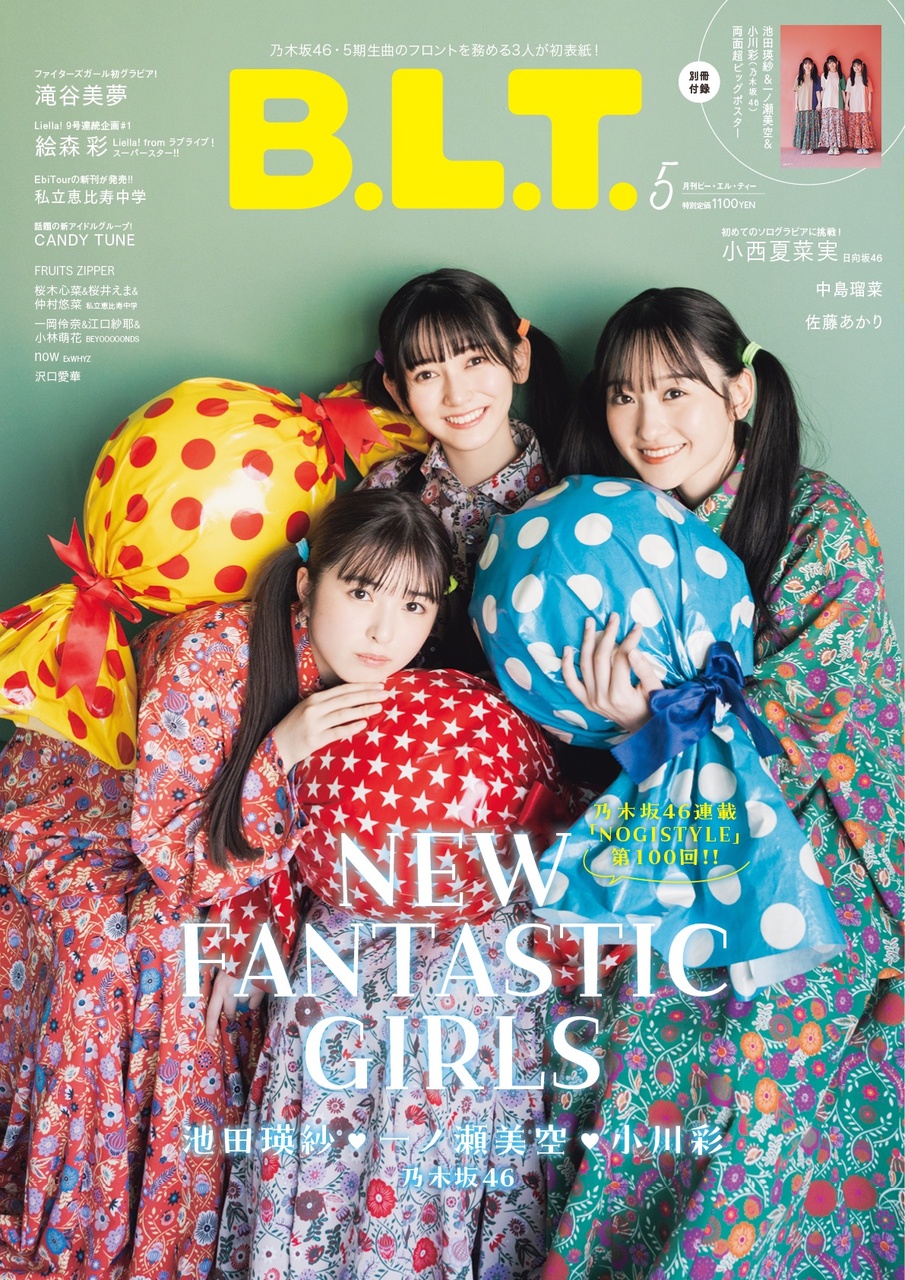 乃木坂46・5期生曲のフロントを務める3人が初表紙!
B.L.T.
5
月刊ビー・エル・ティー
特別定価1100YEN
ファイターズガール初グラビア!
滝谷美夢
Liella! 9号連続企画#1
絵森 彩 Liella! from ラブライブ!
スーパースター!!
EbiTourの新刊が発売!!
私立恵比寿中学
話題の新アイドルグループ!
CANDY TUNE
FRUITS ZIPPER
桜木心菜&桜井えま&
仲村悠菜 私立恵比寿中学
一岡伶奈&江口紗耶&
小林萌花 BEYOOOOONDS
now ExWHYZ
沢口愛華
別冊
付録
池田瑛紗&一ノ瀬美空&
小川彩(乃木坂46)
両面超ビッグポスター
初めてのソログラビアに挑戦!
小西夏菜実 日向坂46
中島瑠菜
佐藤あかり
乃木坂46連載
「NOGISTYLE」
第100回!!
NEW
FANTASTIC
GIRLS
池田瑛紗♥一ノ瀬美空♥小川彩
乃木坂46